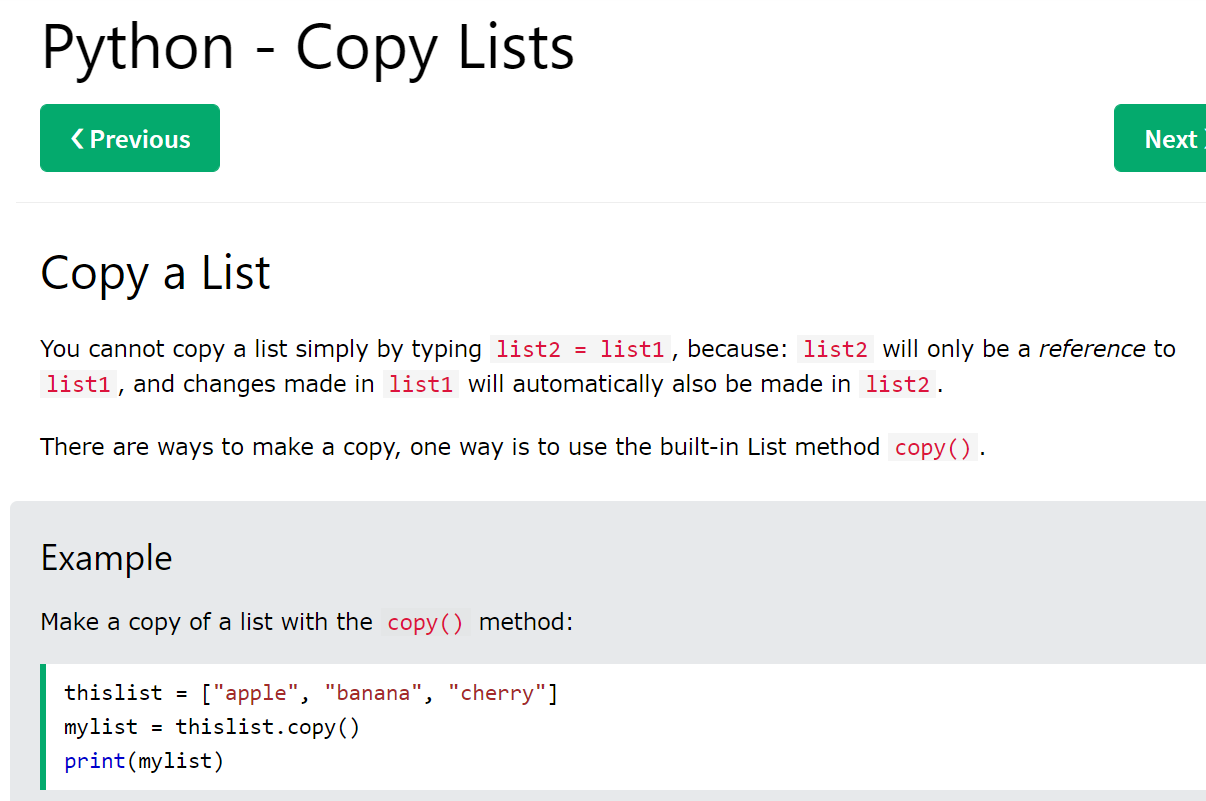 Python - Copy Lists
❮ Previous
Next ❯
Copy a List
You cannot copy a list simply by typing list2 = list1, because: list2 will only be a reference to
list1, and changes made in list1 will automatically also be made in list2.
There are ways to make a copy, one way is to use the built-in List method copy().
Example
Make a copy of a list with the copy() method:
thislist = ["apple", "banana", "cherry"]
mylist = thislist.copy()
print(mylist)